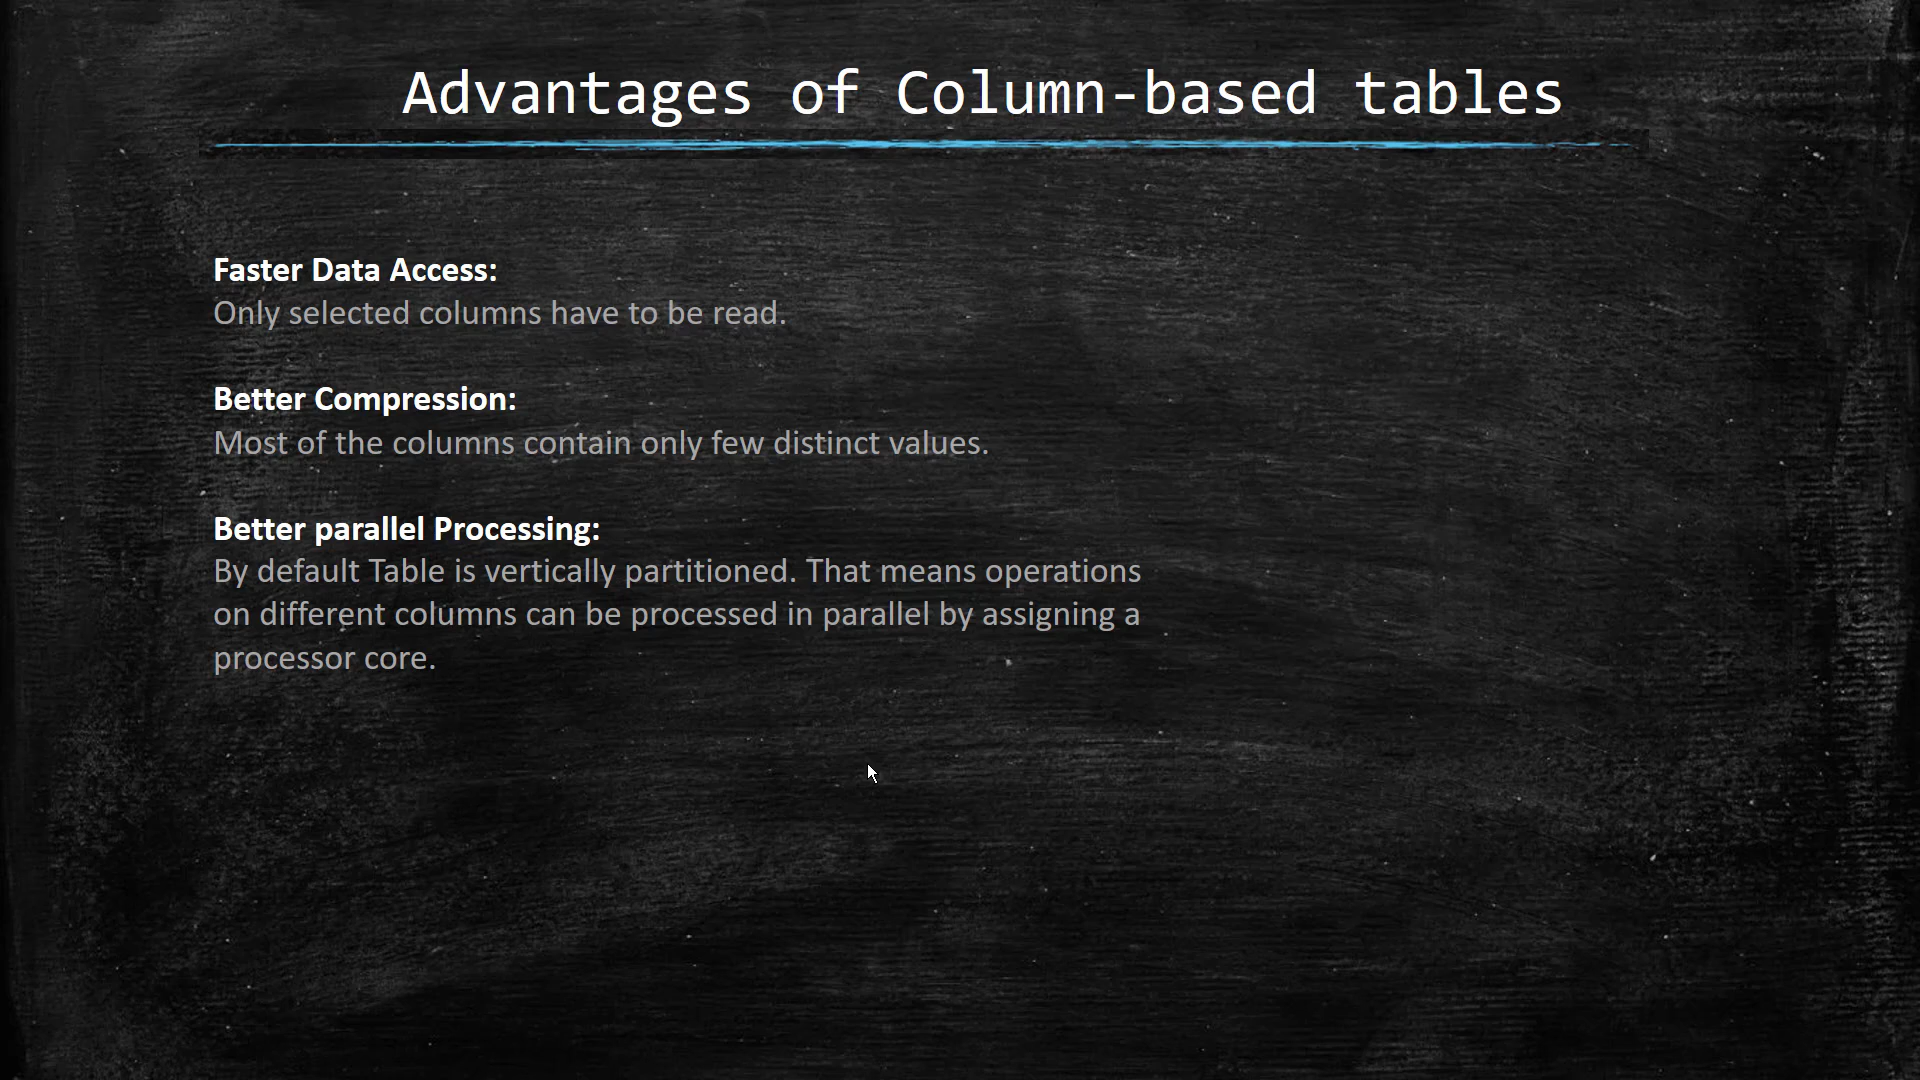 Advantages of Column-based tables
Faster Data Access:
Only selected columns have to be read.
Better Compression:
Most of the columns contain only few distinct values.
Better parallel Processing:
By default Table is vertically partitioned. That means operations
on different columns can be processed in parallel by assigning a
processor core.